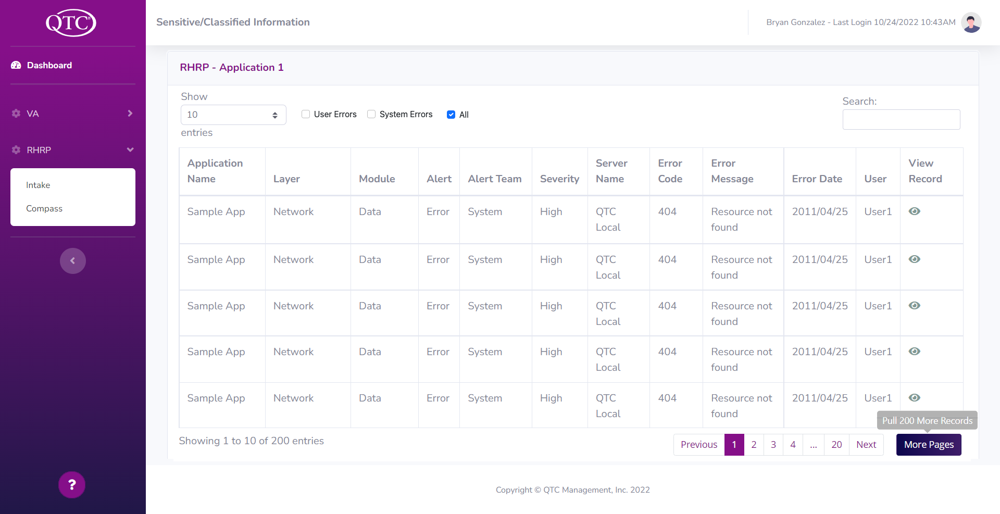 QTC®
Dashboard
VA
RHRP
Intake
Compass
?
Sensitive/Classified Information
Bryan Gonzalez - Last Login 10/24/2022 10:43AM
RHRP - Application 1
Show
10
entries
User Errors
System Errors
All
Search:
Application Name Layer Module Alert Alert Team Severity Server Name Error Code Error Message Error Date User View Record
Sample App Network Data Error System High QTC Local 404 Resource not found 2011/04/25 User1
Sample App Network Data Error System High QTC Local 404 Resource not found 2011/04/25 User1
Sample App Network Data Error System High QTC Local 404 Resource not found 2011/04/25 User1
Sample App Network Data Error System High QTC Local 404 Resource not found 2011/04/25 User1
Sample App Network Data Error System High QTC Local 404 Resource not found 2011/04/25 User1
Pull 200 More Records
Showing 1 to 10 of 200 entries
Previous 1 2 3 4 ... 20 Next
More Pages
Copyright © QTC Management, Inc. 2022